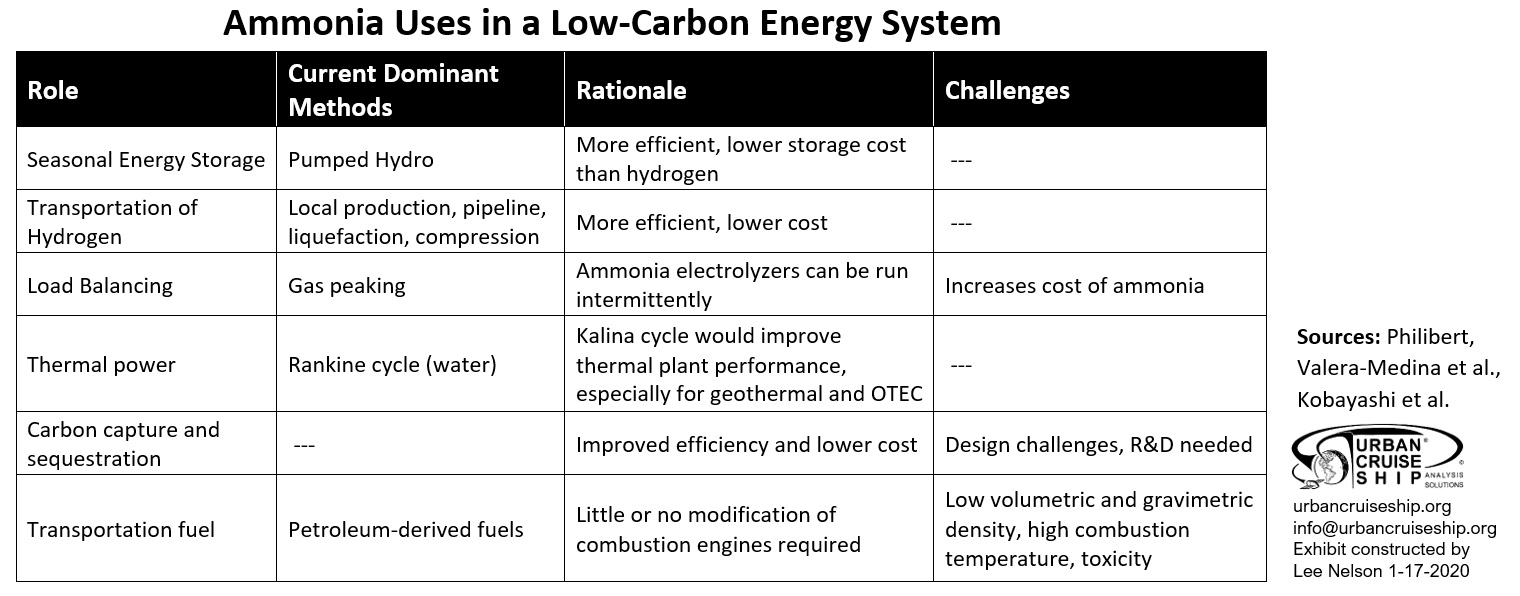 Ammonia Uses in a Low-Carbon Energy System
Role
Current Dominant
Methods
Rationale
Challenges
Seasonal Energy Storage
Pumped Hydro
More efficient, lower storage cost
than hydrogen
---
Transportation of
Hydrogen
Local production, pipeline,
liquefaction, compression
More efficient, lower cost
---
Load Balancing
Gas peaking
Ammonia electrolyzers can be run
intermittently
Increases cost of ammonia
Thermal power
Rankine cycle (water)
Kalina cycle would improve
thermal plant performance,
especially for geothermal and OTEC
---
Carbon capture and
sequestration
---
Improved efficiency and lower cost
Design challenges, R&D needed
Transportation fuel
Petroleum-derived fuels
Little or no modification of
combustion engines required
Low volumetric and gravimetric
density, high combustion
temperature, toxicity
Sources: Philibert,
Valera-Medina et al.,
Kobayashi et al.
URBAN®
CRUISE
SHIP
©
ANALYSIS
SOLUTIONS
urbancruiseship.org
info@urbancruiseship.org
Exhibit constructed by
Lee Nelson 1-17-2020